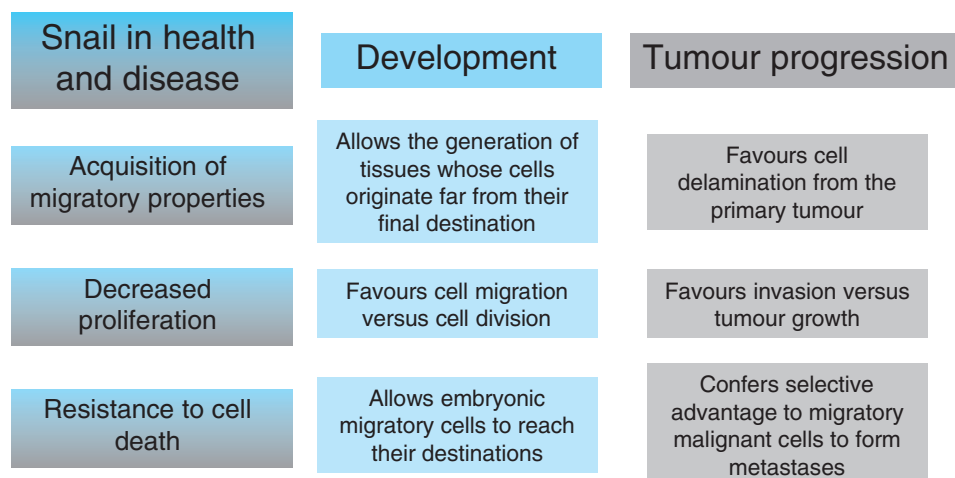 Snail in health
and disease
Development
Tumour progression
Acquisition of
migratory properties
Allows the generation of
tissues whose cells
originate far from their
final destination
Favours cell
delamination from the
primary tumour
Decreased
proliferation
Favours cell migration
versus cell division
Favours invasion versus
tumour growth
Resistance to cell
death
Allows embryonic
migratory cells to reach
their destinations
Confers selective
advantage to migratory
malignant cells to form
metastases